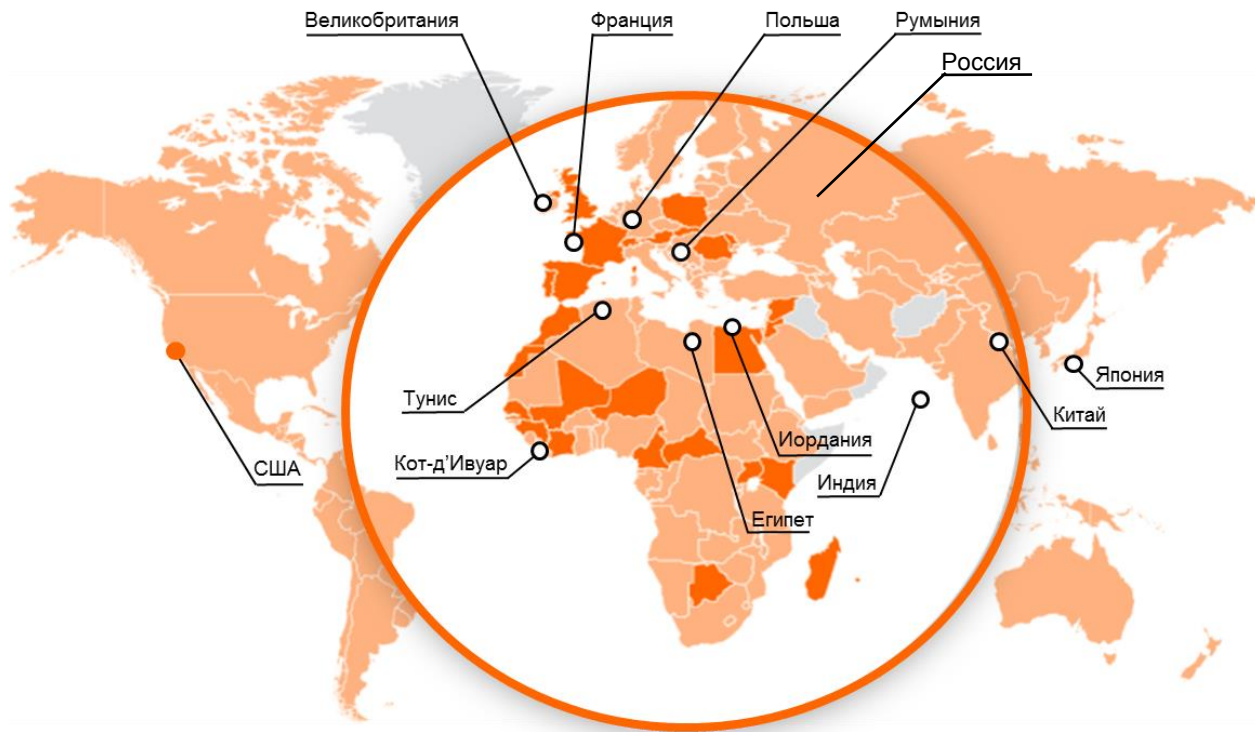 Великобритания
Франция
Польша
Румыния
Россия
Тунис
Япония
Китай
Иордания
Кот-д’Ивуар
США
Индия
Египет